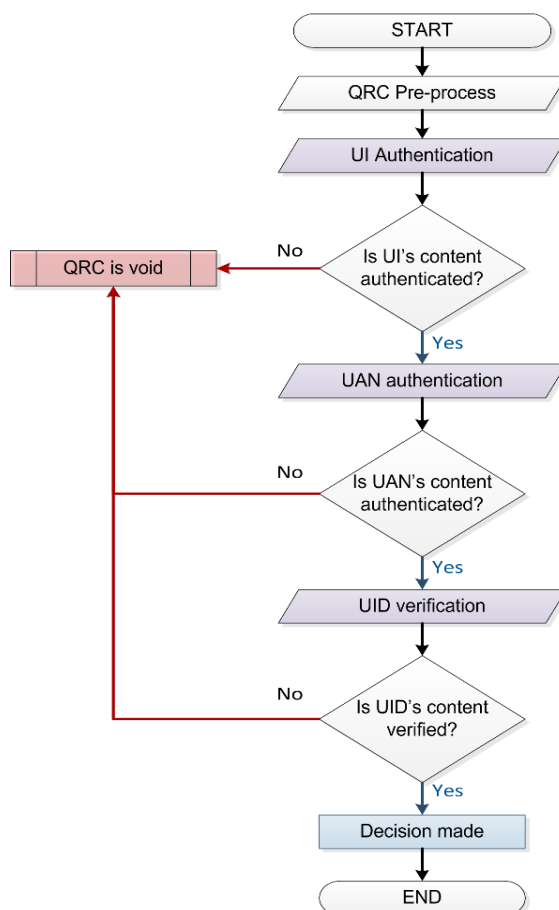 START
QRC Pre-process
UI Authentication
Is UI's content
authenticated?
No
QRC is void
Yes
UAN authentication
Is UAN's content
authenticated?
No
Yes
UID verification
Is UID's content
verified?
No
Yes
Decision made
END